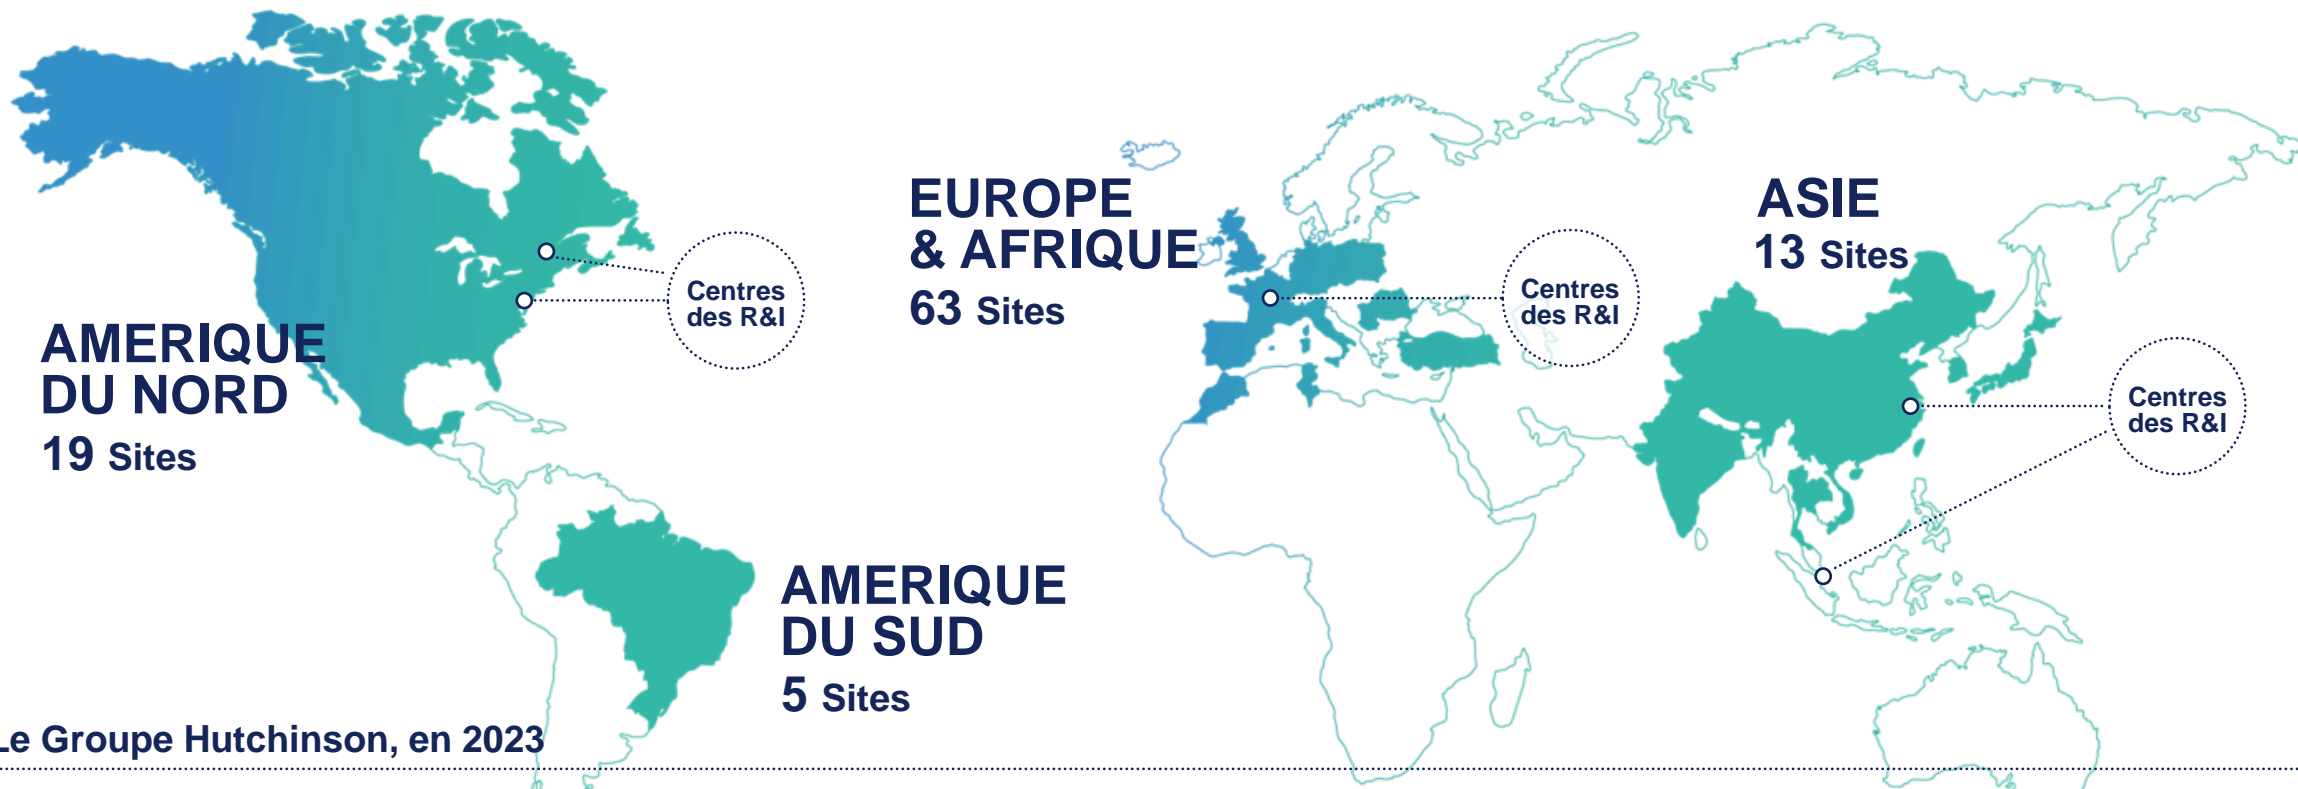 EUROPE
& AFRIQUE
63 Sites
ASIE
13 Sites
Centres
des R&I
Centres
des R&I
AMERIQUE
DU NORD
19 Sites
Centres
des R&I
AMERIQUE
DU SUD
5 Sites
Le Groupe Hutchinson, en 2023